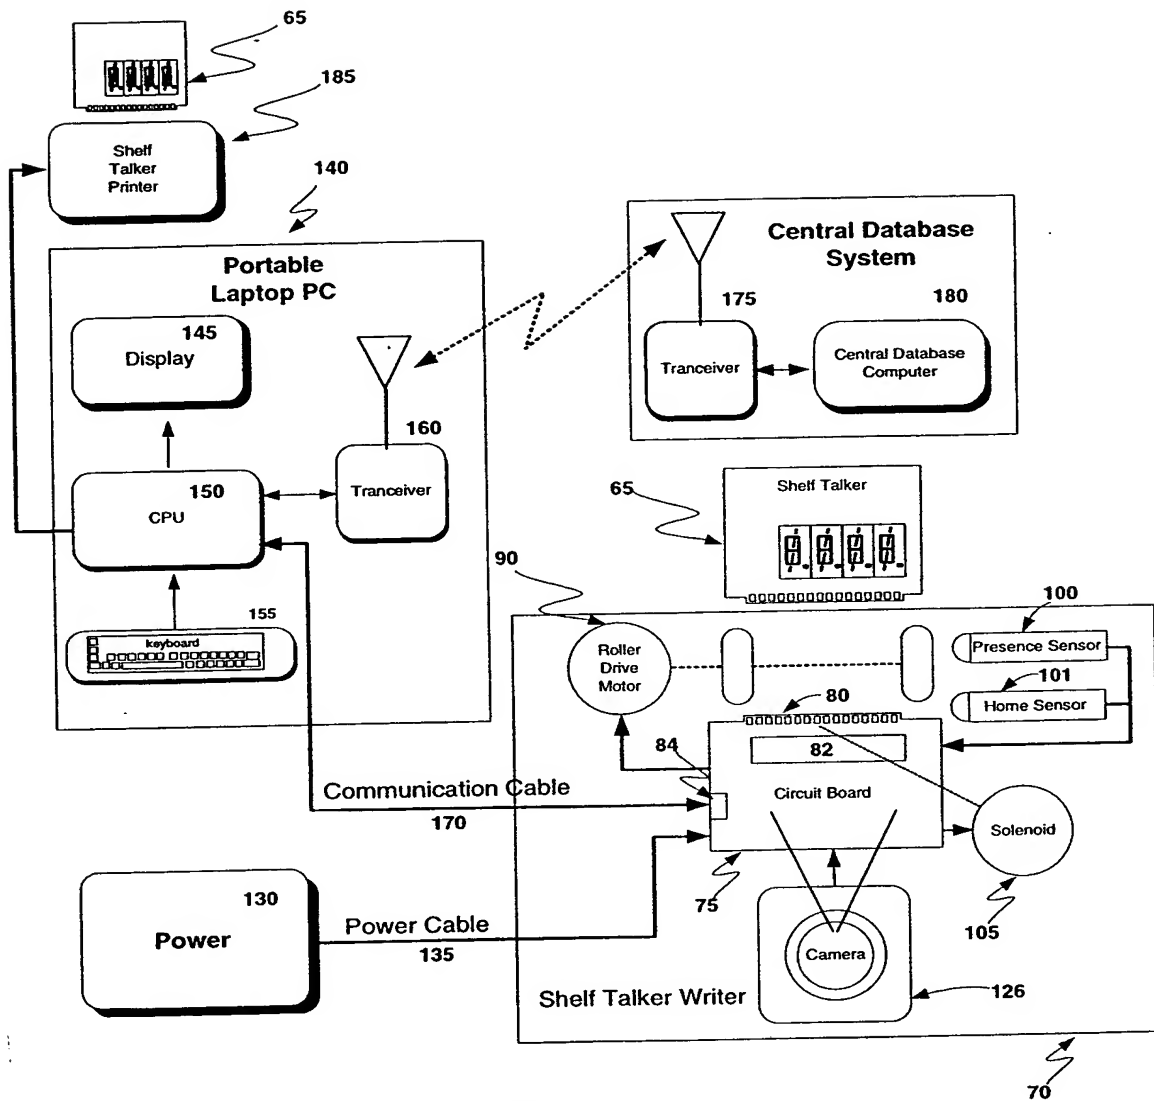 65
185
Shelf
Talker
Printer
140
Portable
Laptop PC
145
Display
160
150
CPU
Tranceiver
155
keyboard
Central Database
System
175
180
Tranceiver
Central Database
Computer
65
Shelf Talker
90
100
Roller
Drive
Motor
Presence Sensor
101
Home Sensor
80
84
82
Communication Cable
170
Circuit Board
Solenoid
75
105
130
Power
Power Cable
135
Camera
Shelf Talker Writer
126
70